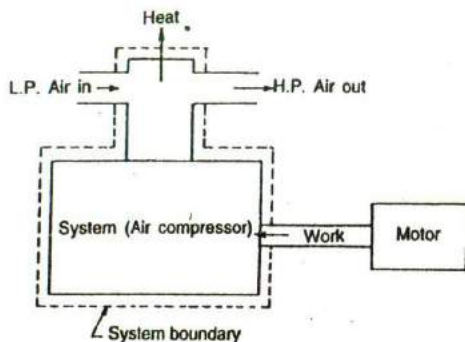 Heat
L.P. Air in
H.P. Air out
System (Air compressor)
Work
Motor
System boundary